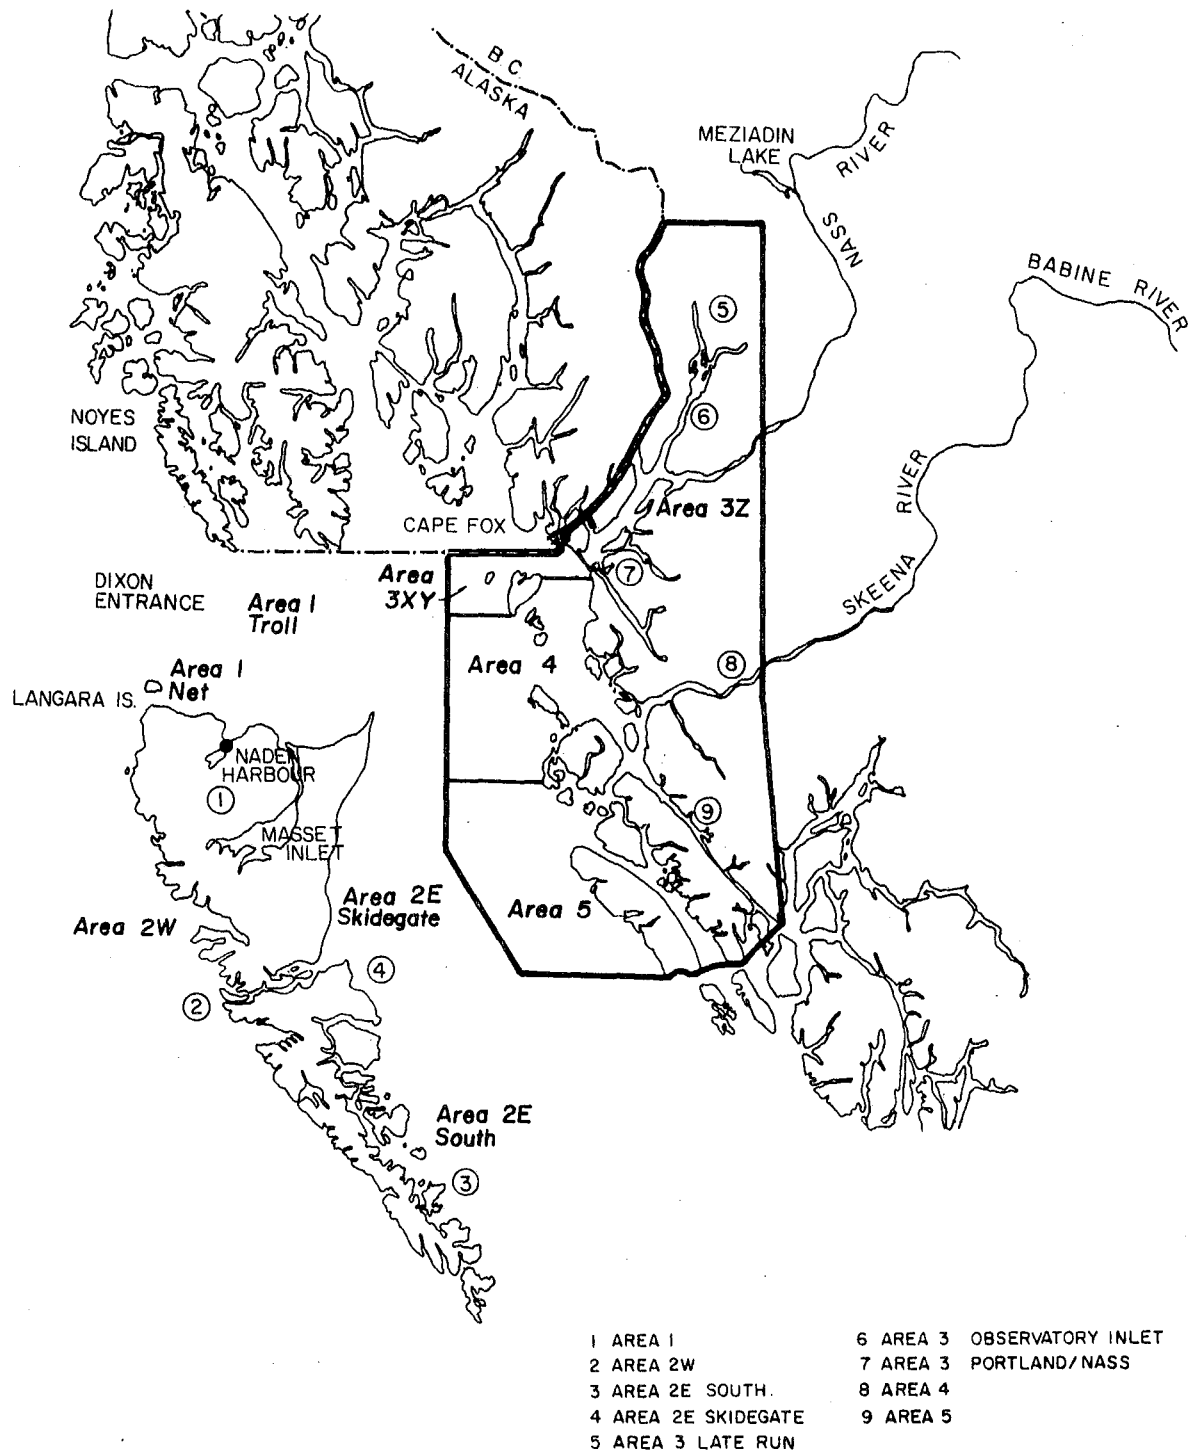 B.C.
ALASKA
MEZIADIN
LAKE
RIVER
NASS
BABINE RIVER
5
6
NOYES
ISLAND
RIVER
SKEENA
CAPE FOX
Area 3Z
DIXON
ENTRANCE
Area 1
Troll
Area
3XY
7
Area 4
8
Area 1
Net
LANGARA IS.
NADEN
HARBOUR
1
MASSET
INLET
9
Area 2E
Skidegate
Area 2W
Area 5
4
2
Area 2E
South
3
1 AREA 1
2 AREA 2W
3 AREA 2E SOUTH.
4 AREA 2E SKIDEGATE
5 AREA 3 LATE RUN
6 AREA 3 OBSERVATORY INLET
7 AREA 3 PORTLAND/NASS
8 AREA 4
9 AREA 5